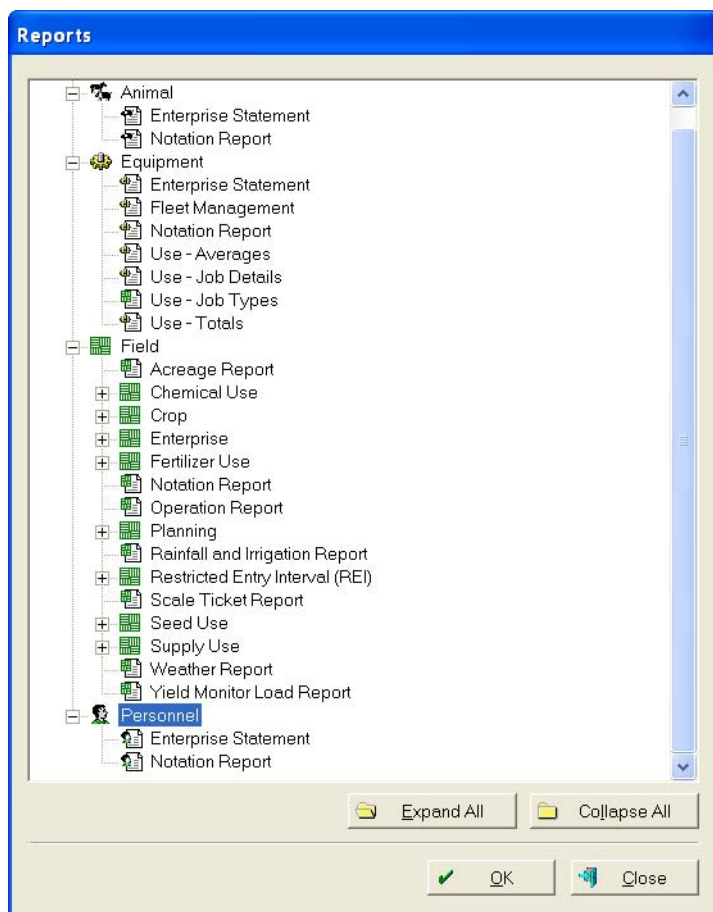 Reports
Animal
Enterprise Statement
Notation Report
Equipment
Enterprise Statement
Fleet Management
Notation Report
Use - Averages
Use - Job Details
Use - Job Types
Use - Totals
Field
Acreage Report
Chemical Use
Crop
Enterprise
Fertilizer Use
Notation Report
Operation Report
Planning
Rainfall and Irrigation Report
Restricted Entry Interval (REI)
Scale Ticket Report
Seed Use
Supply Use
Weather Report
Yield Monitor Load Report
Personnel
Enterprise Statement
Notation Report
Expand All Collapse All
OK Close